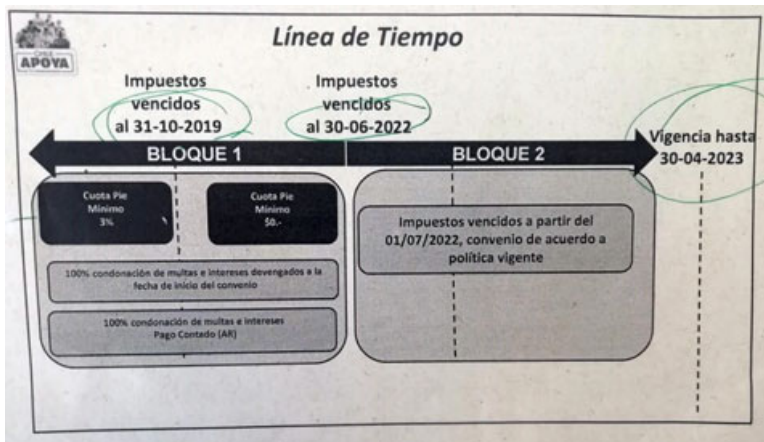 CHILE
APOYA
Línea de Tiempo
Impuestos
vencidos
al 31-10-2019
Impuestos
vencidos
al 30-06-2022
Vigencia hasta
30-04-2023
BLOQUE 1
BLOQUE 2
Cuota Pie
Mínimo
3%
Cuota Pie
Mínimo
$0.-
100% condonación de multas e intereses devengados a la
fecha de inicio del convenio
100% condonación de multas e intereses
Pago Contado (AR)
Impuestos vencidos a partir del
01/07/2022, convenio de acuerdo a
política vigente